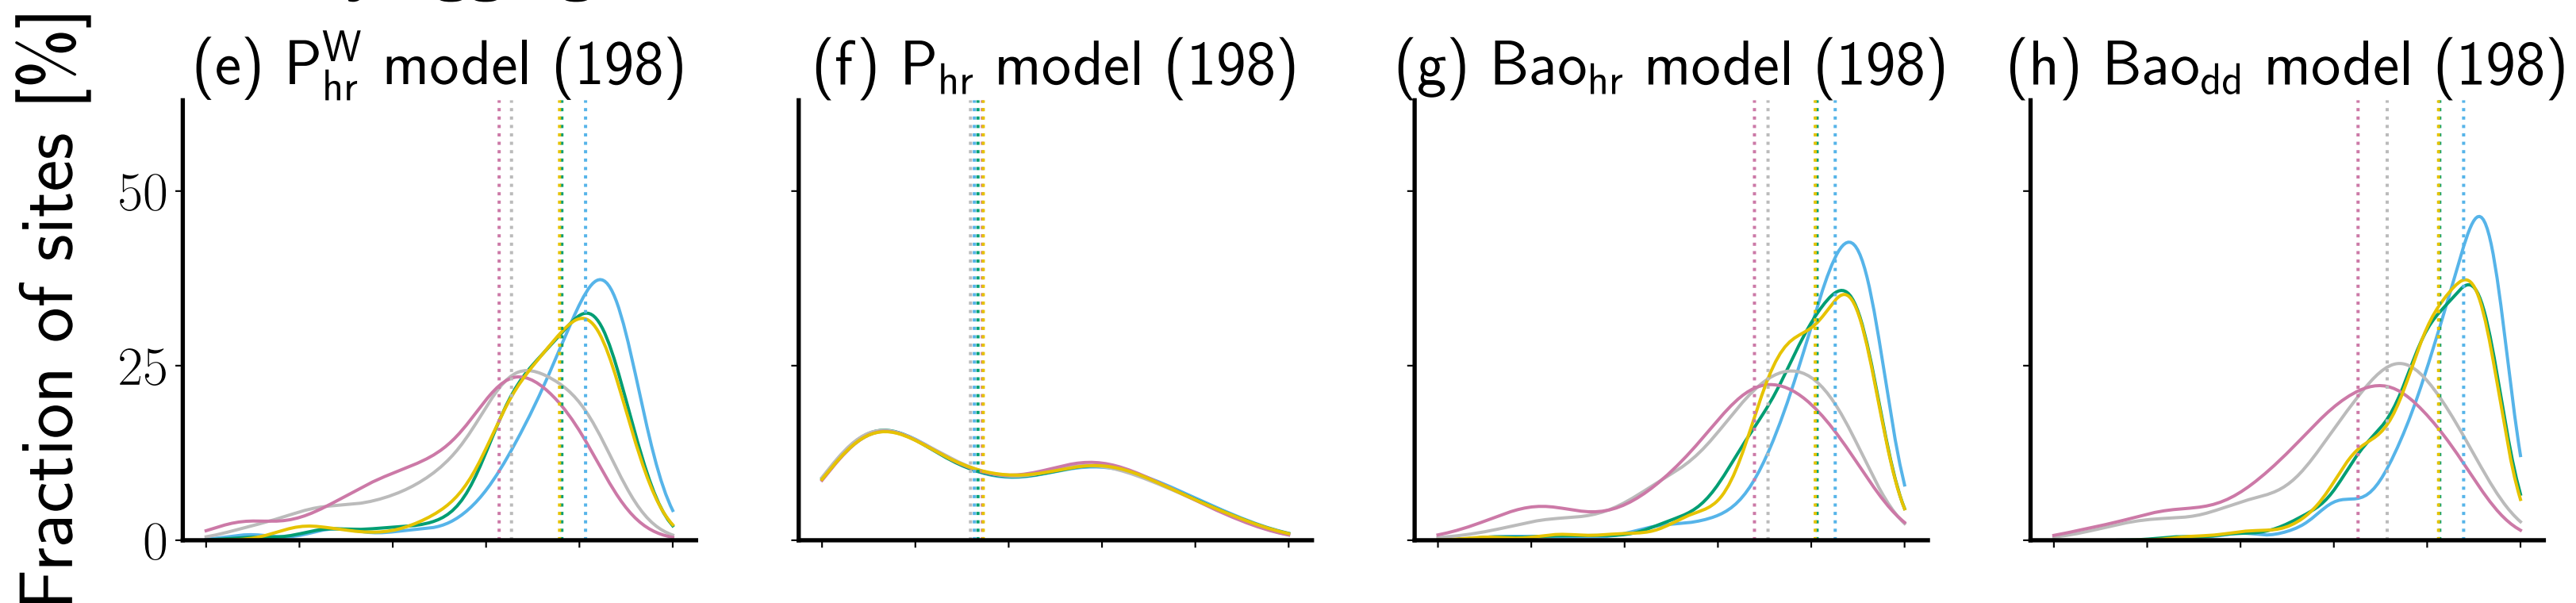 Fraction of sites [%]
(e) P^W_hr model (198)
(f) P_hr model (198)
(g) Bao_hr model (198)
(h) Bao_dd model (198)
50
25
0